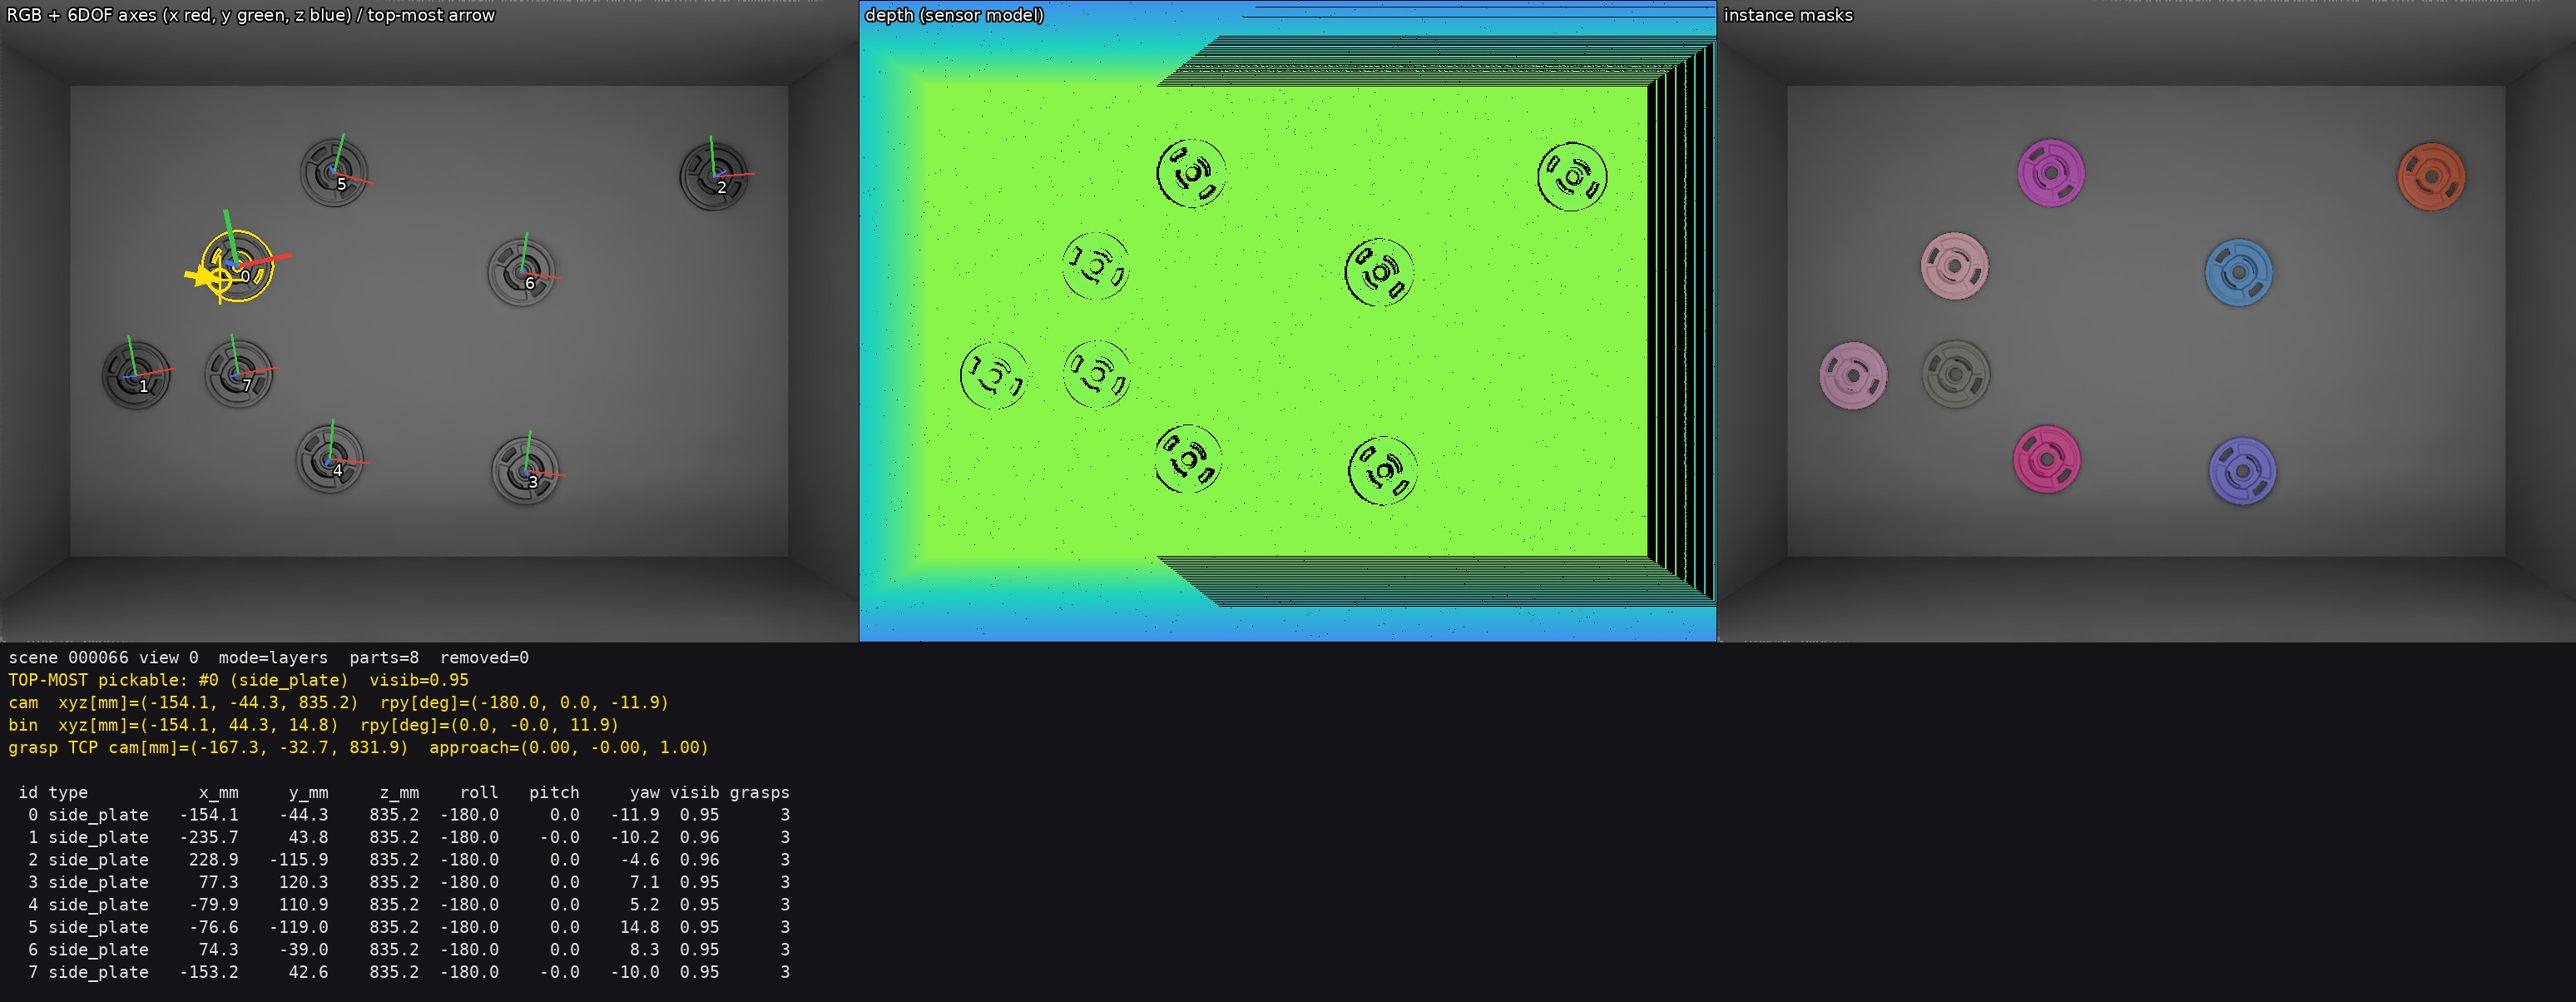 RGB + 6DOF axes (x red, y green, z blue) / top-most arrow
depth (sensor model)
instance masks
5
2
0
6
1
7
4
3
scene 000066 view 0  mode=layers  parts=8  removed=0
TOP-MOST pickable: #0 (side_plate)  visib=0.95
cam  xyz[mm]=(-154.1, -44.3, 835.2)  rpy[deg]=(-180.0, 0.0, -11.9)
bin  xyz[mm]=(-154.1, 44.3, 14.8)  rpy[deg]=(0.0, -0.0, 11.9)
grasp TCP cam[mm]=(-167.3, -32.7, 831.9)  approach=(0.00, -0.00, 1.00)
id type x_mm y_mm z_mm roll pitch yaw visib grasps
0 side_plate -154.1 -44.3 835.2 -180.0 0.0 -11.9 0.95 3
1 side_plate -235.7 43.8 835.2 -180.0 -0.0 -10.2 0.96 3
2 side_plate 228.9 -115.9 835.2 -180.0 0.0 -4.6 0.96 3
3 side_plate 77.3 120.3 835.2 -180.0 0.0 7.1 0.95 3
4 side_plate -79.9 110.9 835.2 -180.0 0.0 5.2 0.95 3
5 side_plate -76.6 -119.0 835.2 -180.0 0.0 14.8 0.95 3
6 side_plate 74.3 -39.0 835.2 -180.0 0.0 8.3 0.95 3
7 side_plate -153.2 42.6 835.2 -180.0 -0.0 -10.0 0.95 3